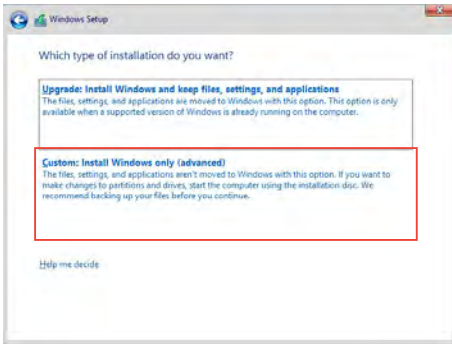 Windows Setup
Which type of installation do you want?
Upgrade: Install Windows and keep files, settings, and applications
The files, settings, and applications are moved to Windows with this option. This option is only
available when a supported version of Windows is already running on the computer.
Custom: Install Windows only (advanced)
The files, settings, and applications aren't moved to Windows with this option. If you want to
make changes to partitions and drives, start the computer using the installation disc. We
recommend backing up your files before you continue.
Help me decide